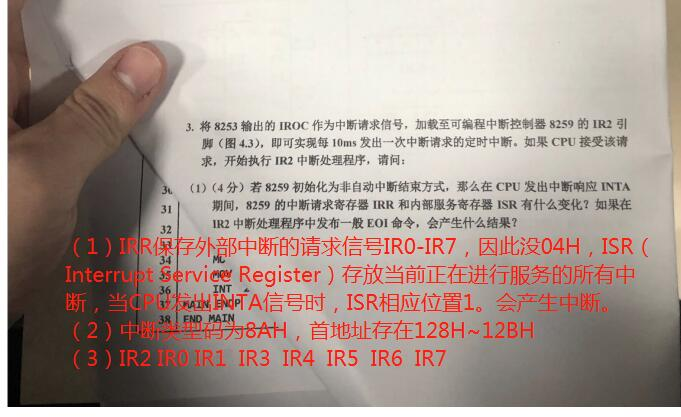 3. 将 8253 输出的 IROC 作为中断请求信号，加载至可编程中断控制器 8259 的 IR2 引
脚（图 4.3），即可实现每 10ms 发出一次中断请求的定时中断。如果 CPU 接受该请
求，开始执行 IR2 中断处理程序，请问：
(1)（4 分）若 8259 初始化为非自动中断结束方式，那么在 CPU 发出中断响应 INTA
期间，8259 的中断请求寄存器 IRR 和内部服务寄存器 ISR 有什么变化？如果在
IR2 中断处理程序中发布一般 EOI 命令，会产生什么结果？
30
31
32
（1）IRR保存外部中断的请求信号IR0-IR7，因此没04H，ISR（
Interrupt Service Register）存放当前正在进行服务的所有中
断，当CPU发出INTA信号时，ISR相应位置1。会产生中断。
（2）中断类型码为8AH，首地址存在128H~12BH
（3）IR2 IR0 IR1 IR3 IR4 IR5 IR6 IR7
34
35 MOV
36 INT
37 MAIN ENDP
38 END MAIN